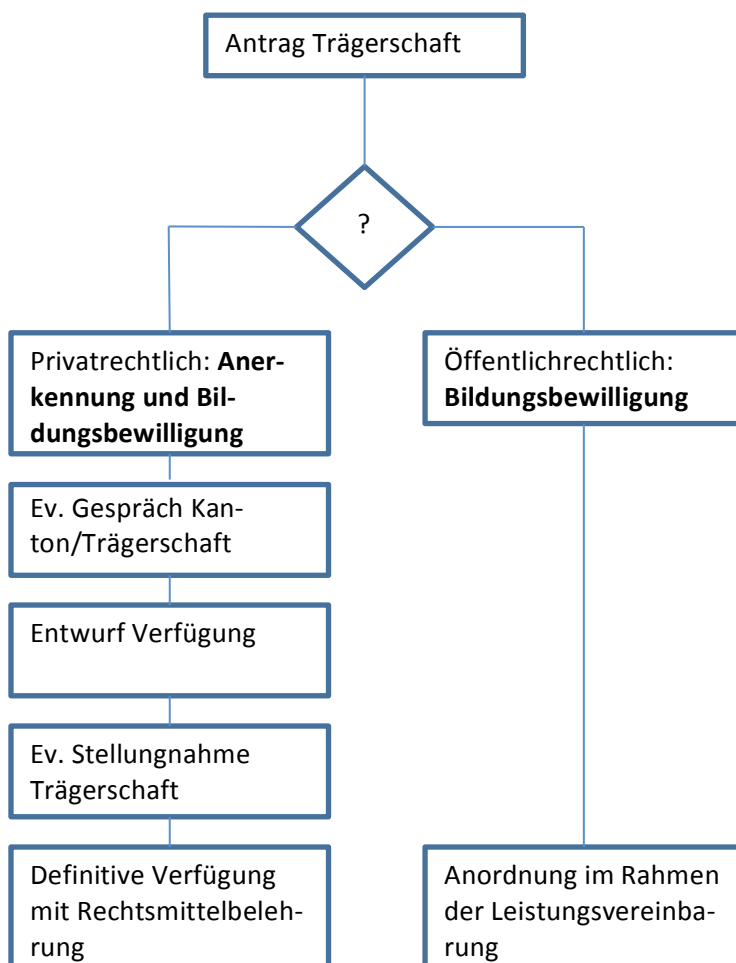 Antrag Trägerschaft
?
Privatrechtlich: Aner-
kennung und Bil-
dungsbewilligung
Öffentlichrechtlich:
Bildungsbewilligung
Ev. Gespräch Kan-
ton/Trägerschaft
Entwurf Verfügung
Ev. Stellungnahme
Trägerschaft
Definitive Verfügung
mit Rechtsmittelbeleh-
rung
Anordnung im Rahmen
der Leistungsvereinba-
rung